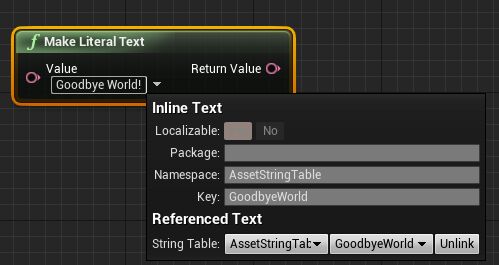 f Make Literal Text
Value
Return Value
Goodbye World!
Inline Text
Localizable:
No
Package:
Namespace: AssetStringTable
Key: GoodbyeWorld
Referenced Text
String Table: AssetStringTab GoodbyeWorld Unlink